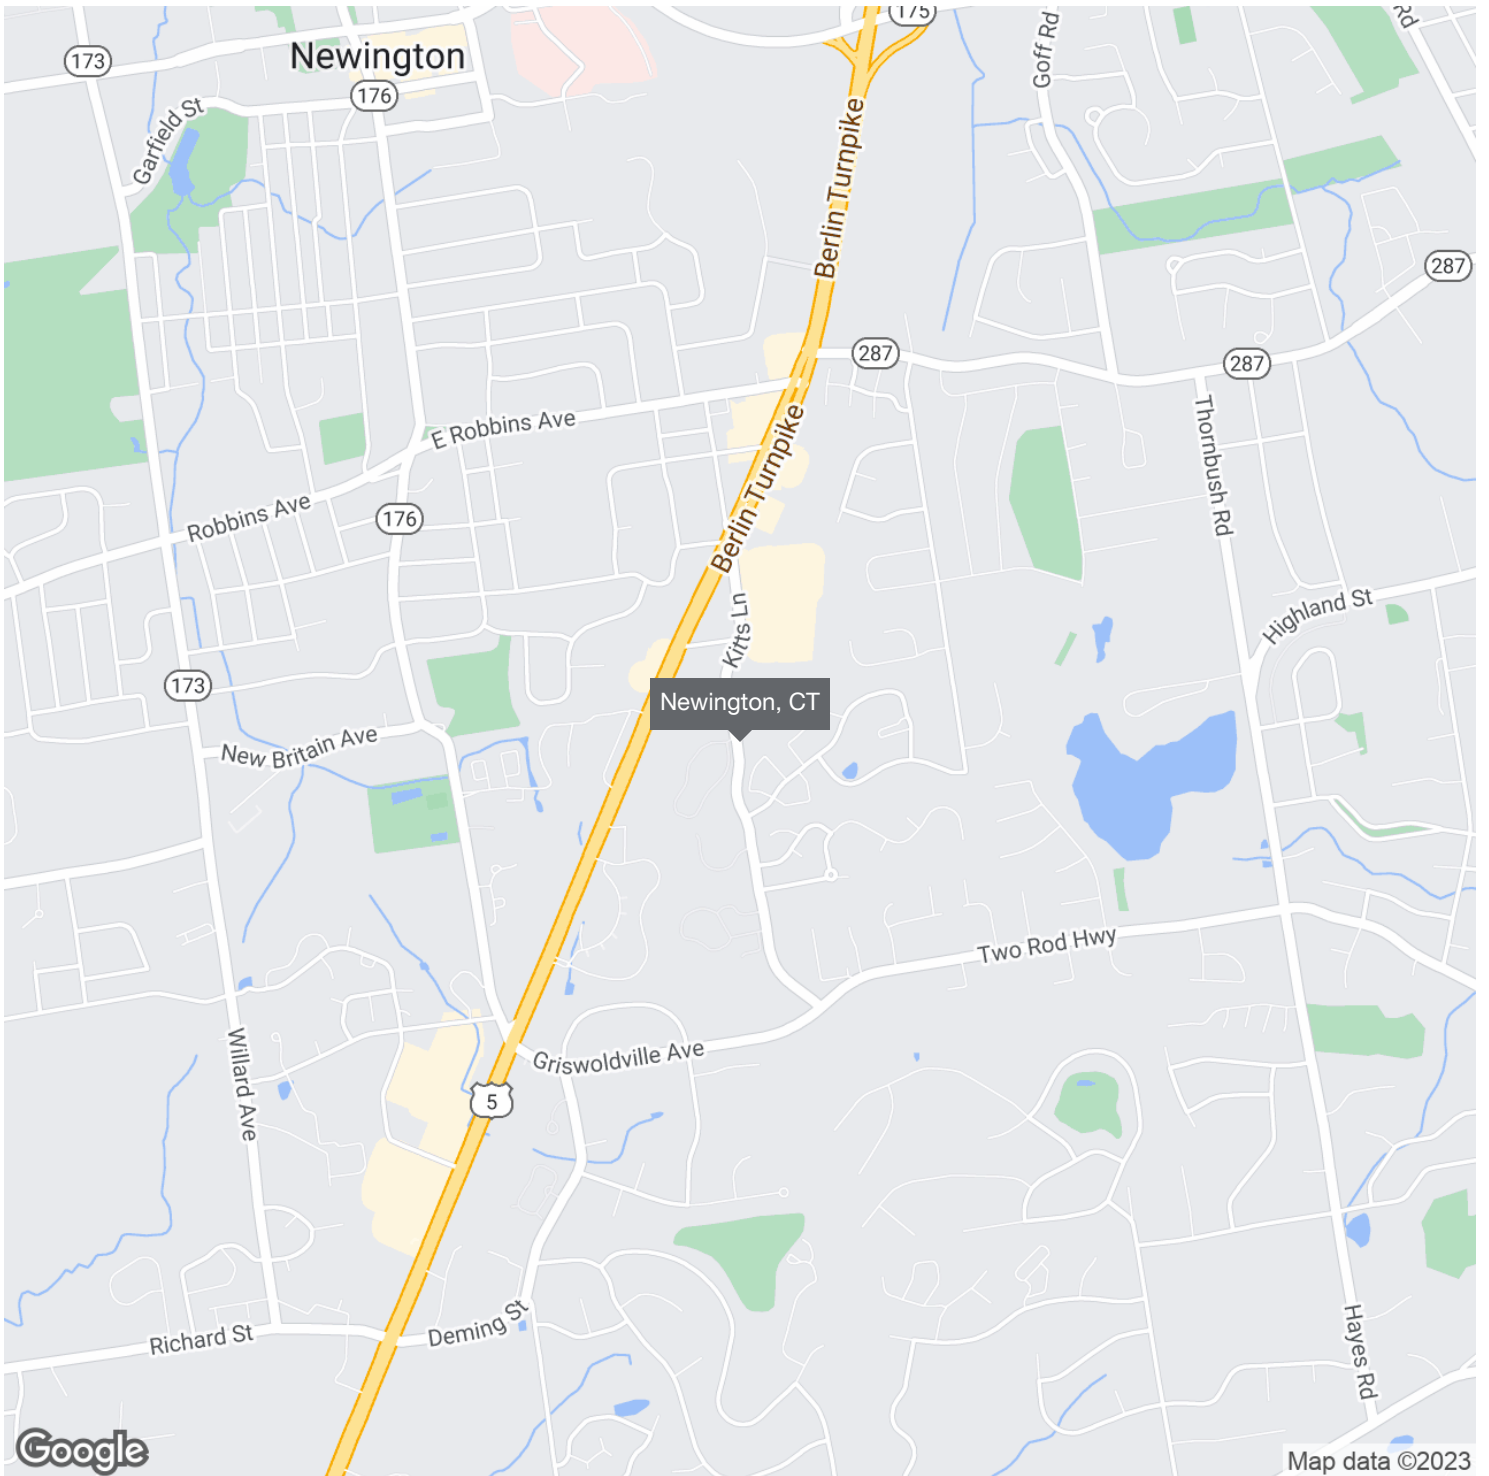 175
Rd
Goff Rd
173
Newington
176
Garfield St
Berlin Turnpike
287
287
287
E Robbins Ave
Berlin Turnpike
Thornbush Rd
Robbins Ave
176
Kitts Ln
Highland St
173
Newington, CT
New Britain Ave
Two Rod Hwy
Griswoldville Ave
Willard Ave
5
Richard St
Deming St
Hayes Rd
Google
Map data ©2023